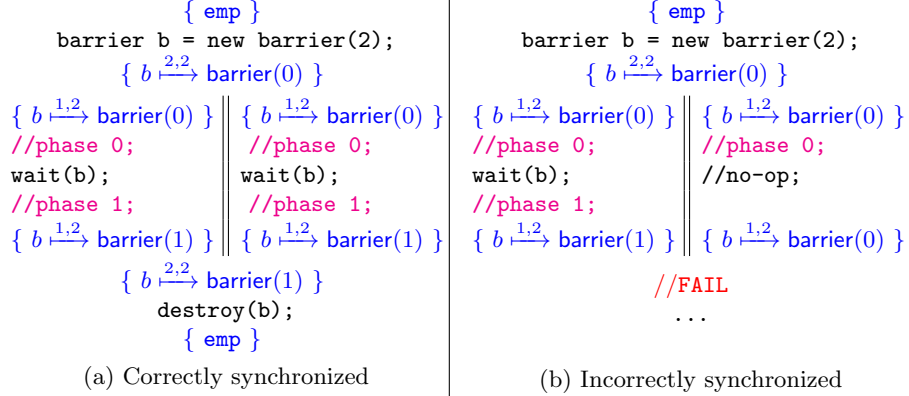 { emp }
barrier b = new barrier(2);
{ b ⟼^{2,2} barrier(0) }
{ b ⟼^{1,2} barrier(0) } || { b ⟼^{1,2} barrier(0) }
//phase 0; //phase 0;
wait(b); wait(b);
//phase 1; //phase 1;
{ b ⟼^{1,2} barrier(1) } || { b ⟼^{1,2} barrier(1) }
{ b ⟼^{2,2} barrier(1) }
destroy(b);
{ emp }
(a) Correctly synchronized
{ emp }
barrier b = new barrier(2);
{ b ⟼^{2,2} barrier(0) }
{ b ⟼^{1,2} barrier(0) } || { b ⟼^{1,2} barrier(0) }
//phase 0; //phase 0;
wait(b); //no-op;
//phase 1;
{ b ⟼^{1,2} barrier(1) } || { b ⟼^{1,2} barrier(0) }
//FAIL
...
(b) Incorrectly synchronized